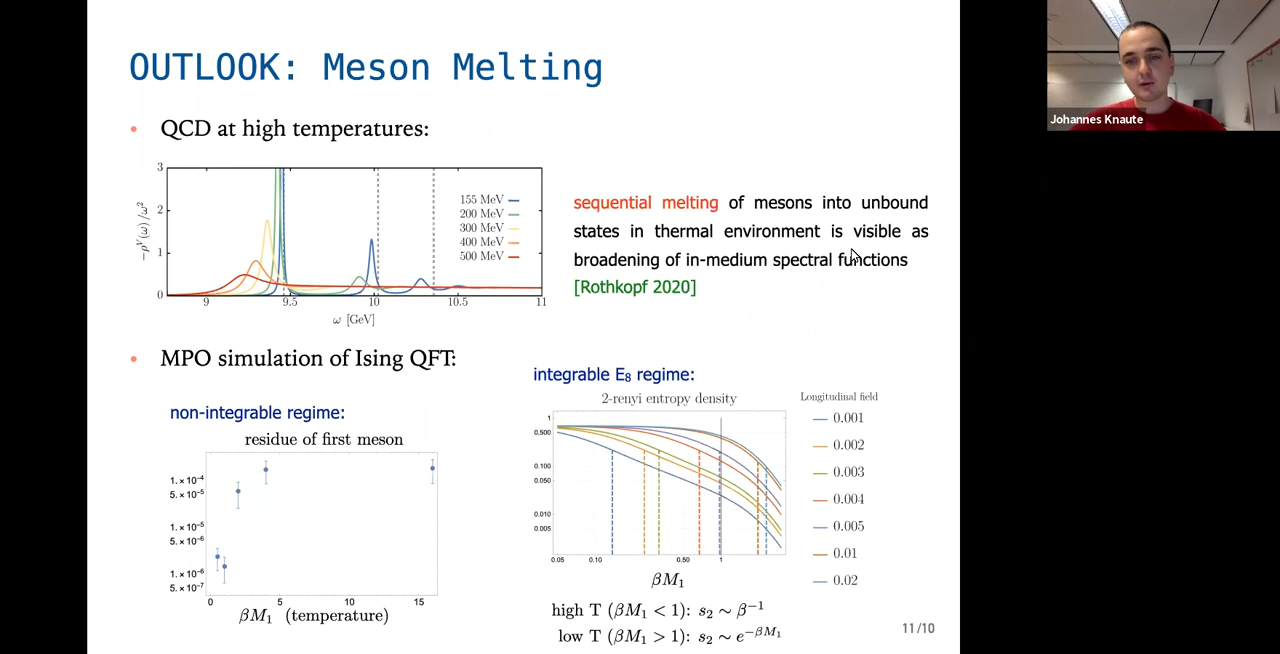 OUTLOOK: Meson Melting
Johannes Knaute
• QCD at high temperatures:
3
2
1
0
−ρⱽ(ω)/ω²
155 MeV
200 MeV
300 MeV
400 MeV
500 MeV
9 9.5 10 10.5 11
ω [GeV]
sequential melting of mesons into unbound
states in thermal environment is visible as
broadening of in-medium spectral functions
[Rothkopf 2020]
• MPO simulation of Ising QFT:
non-integrable regime:
residue of first meson
1.×10⁻⁴
5.×10⁻⁵
1.×10⁻⁵
5.×10⁻⁶
1.×10⁻⁶
5.×10⁻⁷
0 5 10 15
βM₁ (temperature)
integrable E₈ regime:
2-renyi entropy density
1
0.500
0.100
0.050
0.010
0.005
0.05 0.10 0.50 1
βM₁
Longitudinal field
0.001
0.002
0.003
0.004
0.005
0.01
0.02
high T (βM₁ < 1): s₂ ∼ β⁻¹
low T (βM₁ > 1): s₂ ∼ e^{−βM₁}
11/10